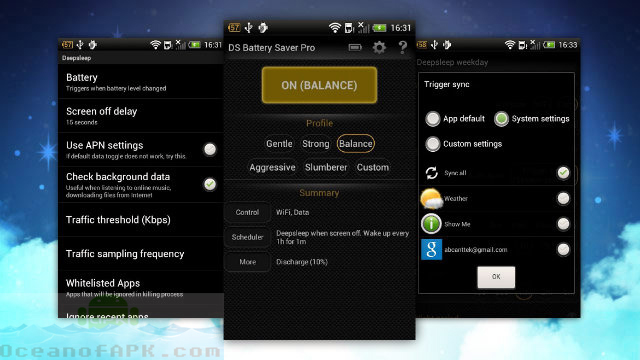 57
16:31
Deepsleep
Battery
Triggers when battery level changed
Screen off delay
15 seconds
Use APN settings
If default data toggle does not work, try this.
Check background data
Useful when listening to online music,
downloading files from Internet
Traffic threshold (Kbps)
Traffic sampling frequency
Whitelisted Apps
Apps that will be ignored in killing process
Ignore recent apps
OceanofAPK.com
57
16:31
DS Battery Saver Pro
?
ON (BALANCE)
Profile
Gentle Strong Balance
Aggressive Slumberer Custom
Summary
Control WiFi, Data
Scheduler Deepsleep when screen off. Wake up every
1h for 1m
More Discharge (10%)
58
16:33
Deepsleep weekday
Trigger sync
App default System settings
Custom settings
Sync all
Weather
Show Me
g abcanttek@gmail.com
OK